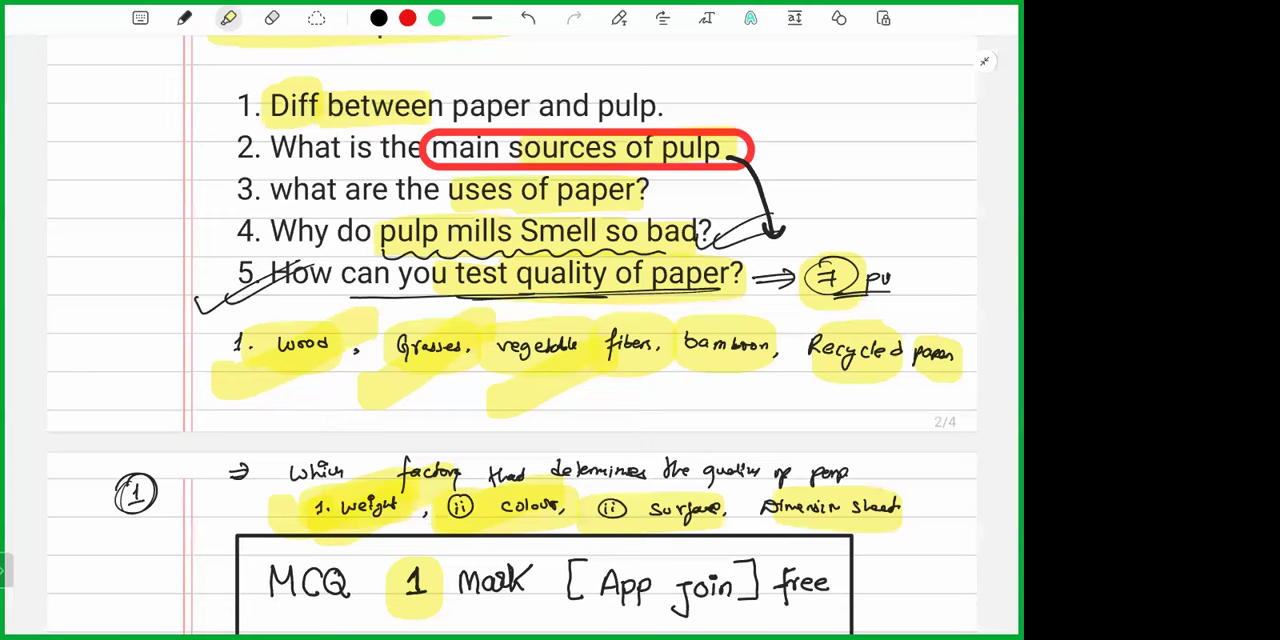 1. Diff between paper and pulp.
2. What is the main sources of pulp
3. what are the uses of paper?
4. Why do pulp mills Smell so bad?
5. How can you test quality of paper? ⇒ 7
1. wood, Grasses, vegetable fibers, bamboon, Recycled paper
2/4
1 ⇒ which factory that determines the quality of
1. weight, (ii) colour, (ii) surface, Dimension sheet
MCQ 1 Mark [App join] free